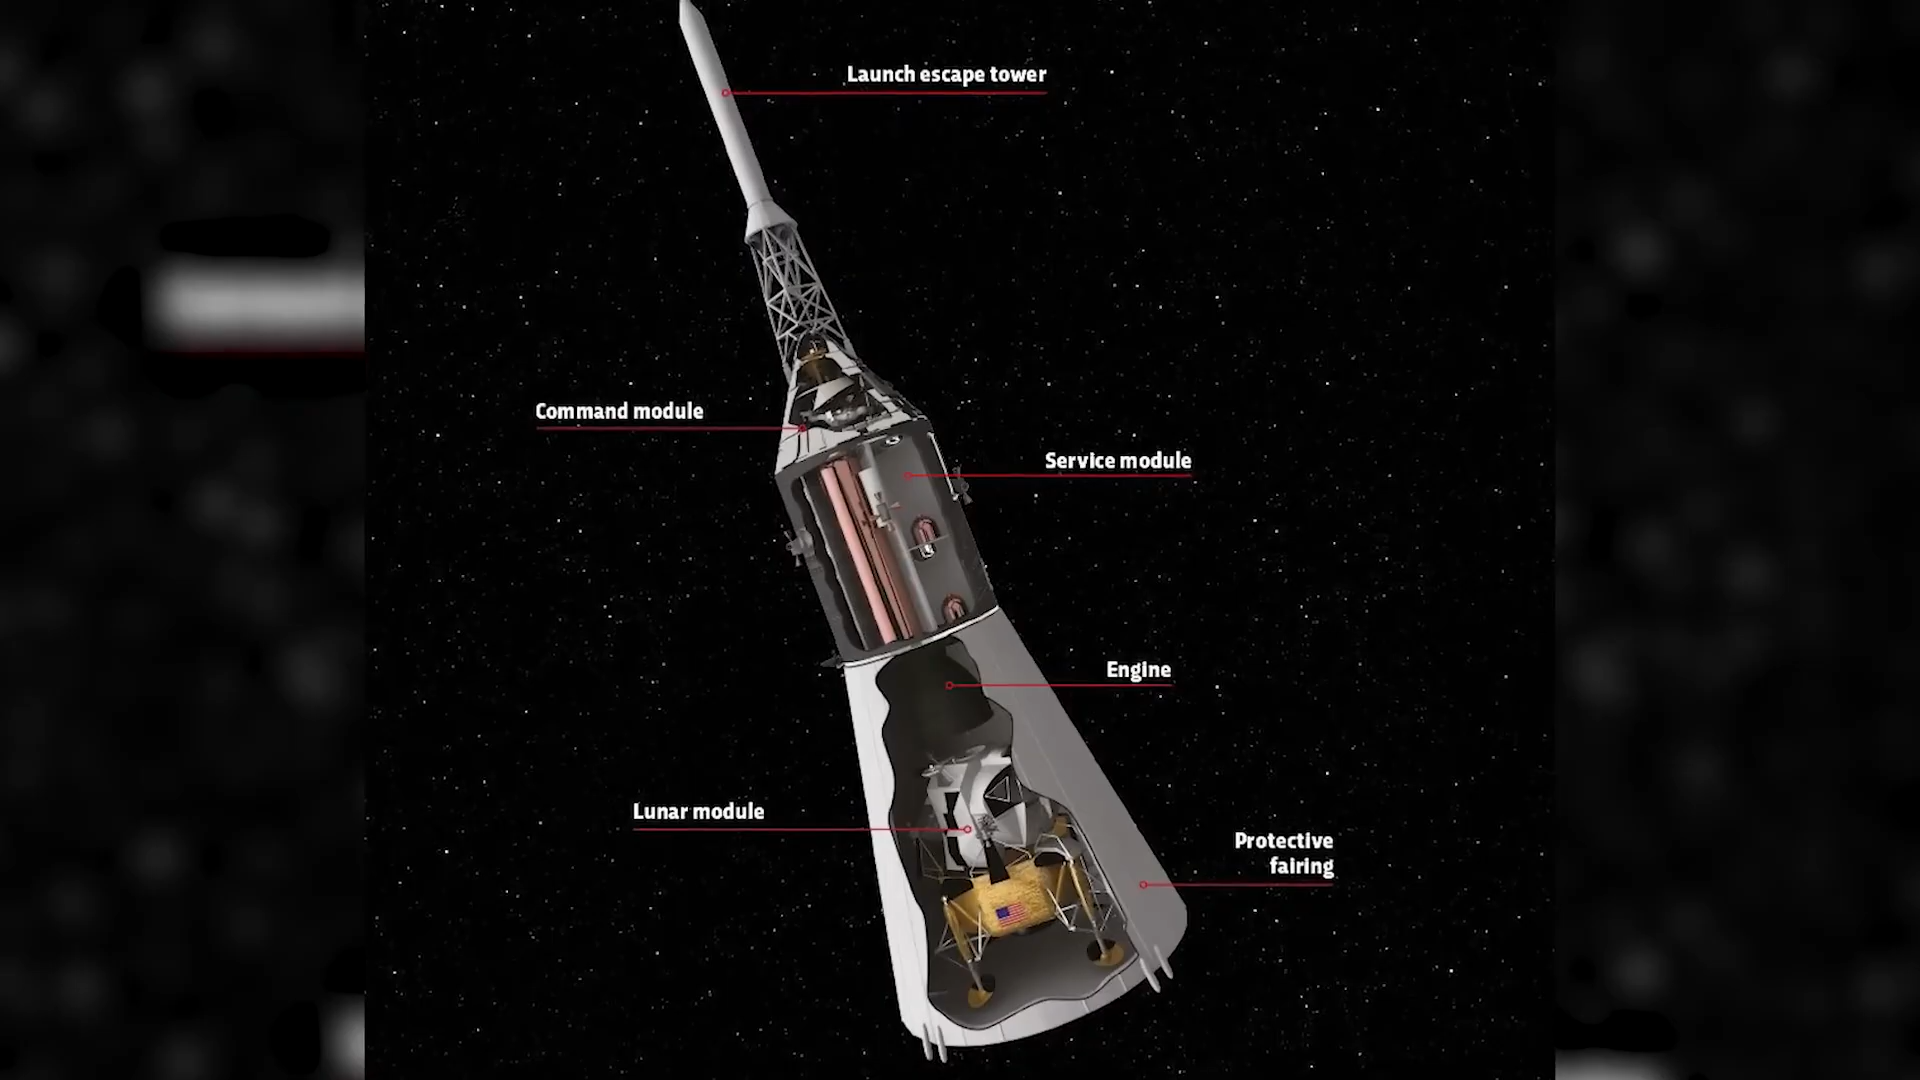 Launch escape tower
Command module
Service module
Engine
Lunar module
Protective
fairing